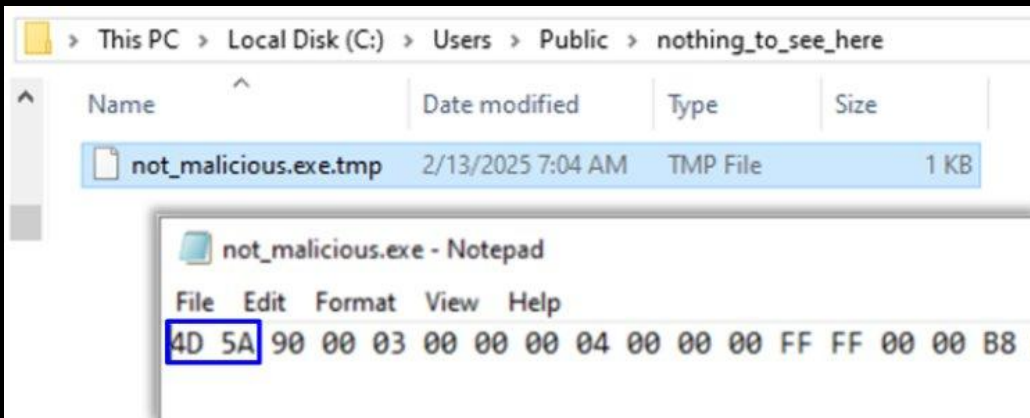 This PC > Local Disk (C:) > Users > Public > nothing_to_see_here
Name Date modified Type Size
not_malicious.exe.tmp 2/13/2025 7:04 AM TMP File 1 KB
not_malicious.exe - Notepad
File Edit Format View Help
4D 5A 90 00 03 00 00 00 04 00 00 00 FF FF 00 00 B8